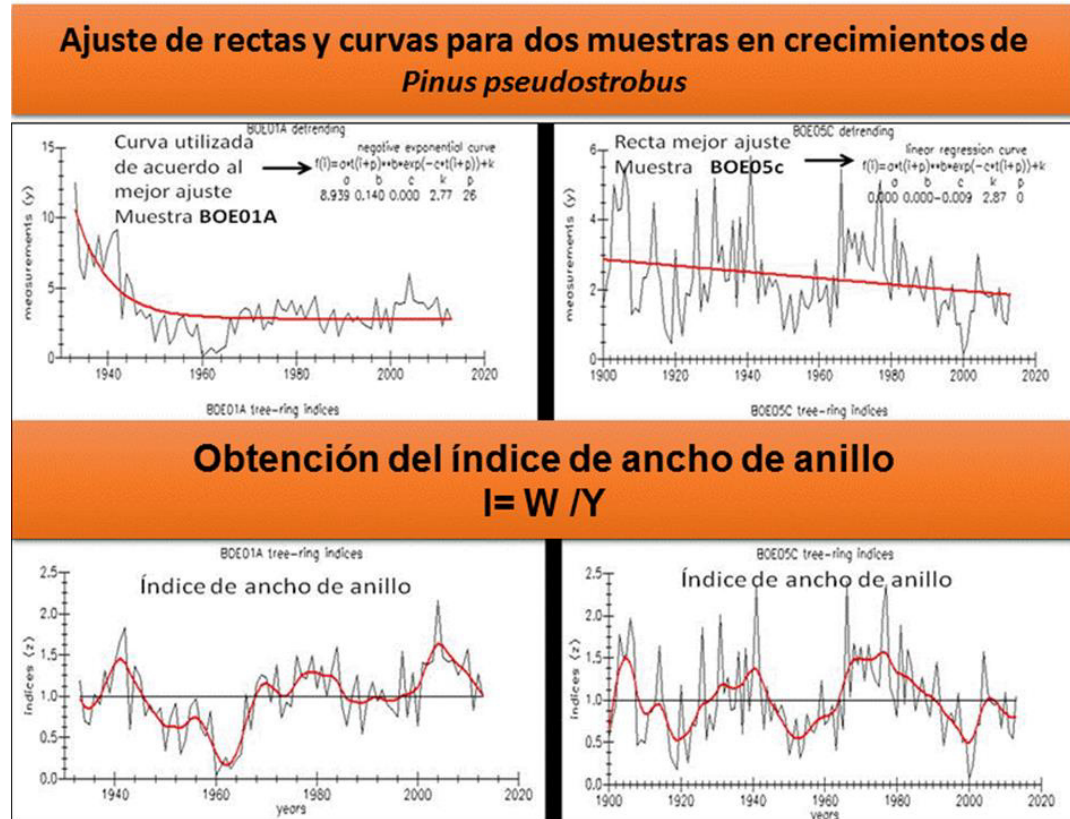 Ajuste de rectas y curvas para dos muestras en crecimientos de
Pinus pseudostrobus
BOE01A detrending
Curva utilizada
de acuerdo al
mejor ajuste
Muestra BOE01A
negative exponential curve
f(i)=a*t(i+p)**b*exp(-c*t(i+p))+k
a b c k p
8.939 0.140 0.000 2.77 26
measurements (y)
15
10
5
0
1940 1960 1980 2000 2020
BOE01A tree-ring indices
BOE05C detrending
Recta mejor ajuste
Muestra BOE05c
linear regression curve
f(i)=a*t(i+p)**b*exp(-c*t(i+p))+k
a b c k p
0.000 0.000-0.009 2.87 0
measurements (y)
6
4
2
0
1900 1920 1940 1960 1980 2000 2020
BOE05C tree-ring indices
Obtención del índice de ancho de anillo
I= W /Y
BOE01A tree-ring indices
Índice de ancho de anillo
indices (z)
2.5
2.0
1.5
1.0
0.5
0.0
1940 1960 1980 2000 2020
years
BOE05C tree-ring indices
Índice de ancho de anillo
indices (z)
2.5
2.0
1.5
1.0
0.5
0.0
1900 1920 1940 1960 1980 2000 2020
years